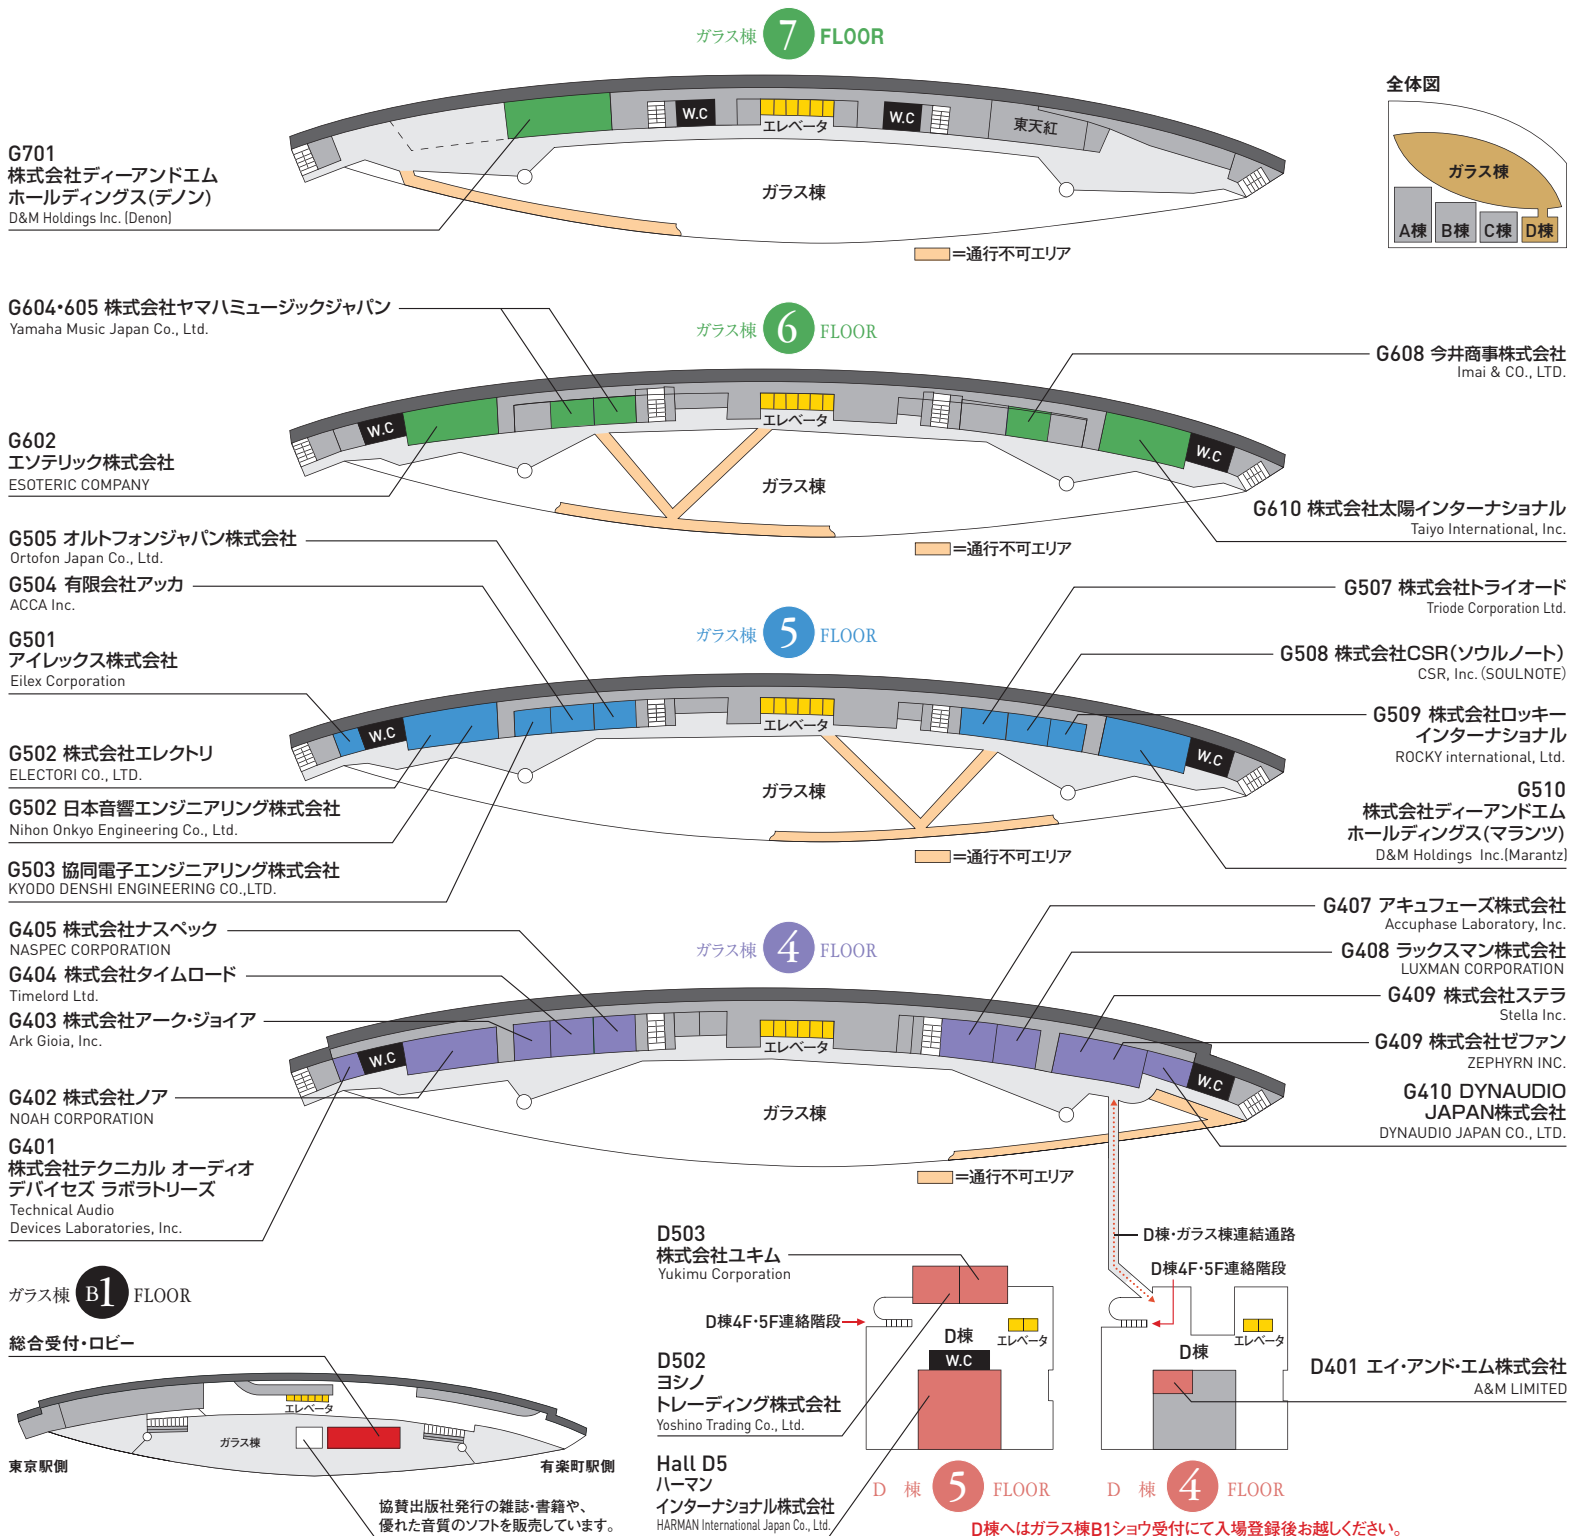 ガラス棟 7 FLOOR
W.C
エレベータ
W.C
東天紅
ガラス棟
=通行不可エリア
G701
株式会社ディーアンドエム
ホールディングス(デノン)
D&M Holdings Inc. (Denon)
全体図
ガラス棟
A棟
B棟
C棟
D棟
ガラス棟 6 FLOOR
G604・605 株式会社ヤマハミュージックジャパン
Yamaha Music Japan Co., Ltd.
G608 今井商事株式会社
Imai & CO., LTD.
W.C
エレベータ
W.C
ガラス棟
=通行不可エリア
G602
エソテリック株式会社
ESOTERIC COMPANY
G610 株式会社太陽インターナショナル
Taiyo International, Inc.
G505 オルトフォンジャパン株式会社
Ortofon Japan Co., Ltd.
G504 有限会社アッカ
ACCA Inc.
G501
アイレックス株式会社
Eilex Corporation
ガラス棟 5 FLOOR
G507 株式会社トライオード
Triode Corporation Ltd.
G508 株式会社CSR(ソウルノート)
CSR, Inc. (SOULNOTE)
G509 株式会社ロッキー
インターナショナル
ROCKY international, Ltd.
W.C
エレベータ
W.C
ガラス棟
=通行不可エリア
G502 株式会社エレクトリ
ELECTORI CO., LTD.
G502 日本音響エンジニアリング株式会社
Nihon Onkyo Engineering Co., Ltd.
G503 協同電子エンジニアリング株式会社
KYODO DENSHI ENGINEERING CO.,LTD.
G510
株式会社ディーアンドエム
ホールディングス(マランツ)
D&M Holdings Inc.(Marantz)
G405 株式会社ナスペック
NASPEC CORPORATION
G404 株式会社タイムロード
Timelord Ltd.
G403 株式会社アーク・ジョイア
Ark Gioia, Inc.
ガラス棟 4 FLOOR
G407 アキュフェーズ株式会社
Accuphase Laboratory, Inc.
G408 ラックスマン株式会社
LUXMAN CORPORATION
G409 株式会社ステラ
Stella Inc.
G409 株式会社ゼファン
ZEPHYRN INC.
W.C
エレベータ
W.C
ガラス棟
=通行不可エリア
G402 株式会社ノア
NOAH CORPORATION
G401
株式会社テクニカル オーディオ
デバイセズ ラボラトリーズ
Technical Audio
Devices Laboratories, Inc.
G410 DYNAUDIO
JAPAN株式会社
DYNAUDIO JAPAN CO., LTD.
ガラス棟 B1 FLOOR
総合受付・ロビー
エレベータ
ガラス棟
東京駅側
有楽町駅側
協賛出版社発行の雑誌・書籍や、
優れた音質のソフトを販売しています。
D503
株式会社ユキム
Yukimu Corporation
D棟4F・5F連絡階段
D502
ヨシノ
トレーディング株式会社
Yoshino Trading Co., Ltd.
Hall D5
ハーマン
インターナショナル株式会社
HARMAN International Japan Co., Ltd.
エレベータ
D棟
W.C
D 棟 5 FLOOR
D棟・ガラス棟連結通路
D棟4F・5F連絡階段
エレベータ
D棟
D401 エイ・アンド・エム株式会社
A&M LIMITED
D 棟 4 FLOOR
D棟へはガラス棟B1ショウ受付にて入場登録後お越しください。